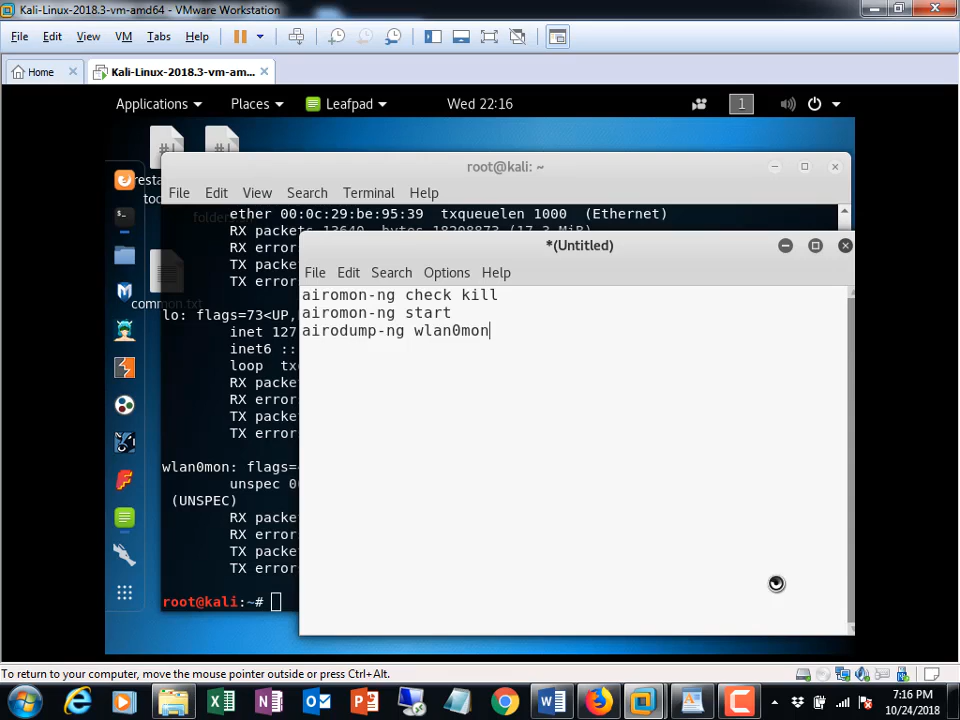 Kali-Linux-2018.3-vm-amd64 - VMware Workstation
File Edit View VM Tabs Help
Home Kali-Linux-2018.3-vm-am...
Applications Places Leafpad Wed 22:16 1
root@kali: ~
File Edit View Search Terminal Help
ether 00:0c:29:be:95:39 txqueuelen 1000 (Ethernet)
RX packets 13640 bytes 18208873 (17.3 MiB)
RX error
TX packe
TX error
lo: flags=73<UP,
inet 127
inet6 ::
loop tx
RX packe
RX error
TX packe
TX error
wlan0mon: flags=
unspec 0
(UNSPEC)
RX packe
RX error
TX packe
TX error
root@kali:~#
common.txt
*(Untitled)
File Edit Search Options Help
airomon-ng check kill
airomon-ng start
airodump-ng wlan0mon
To return to your computer, move the mouse pointer outside or press Ctrl+Alt.
7:16 PM
10/24/2018